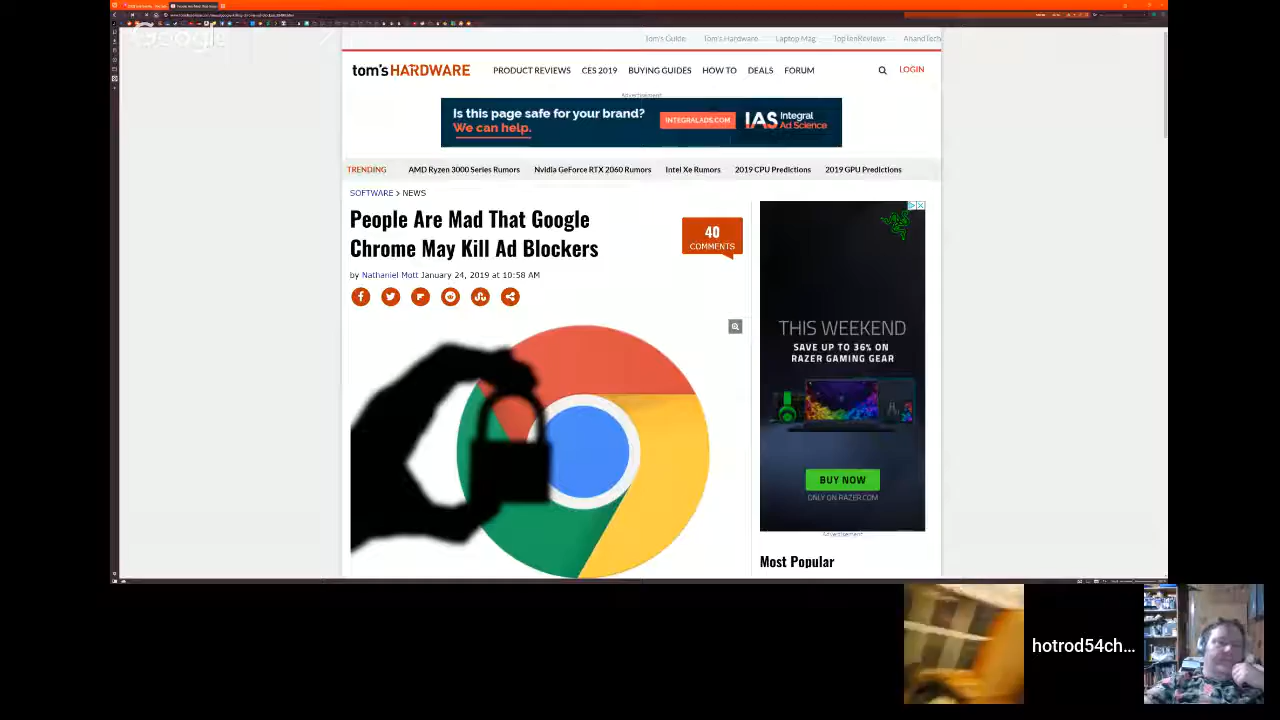 Google
Tom's Guide Tom's Hardware Laptop Mag TopTenReviews AnandTech
tom's HARDWARE PRODUCT REVIEWS CES 2019 BUYING GUIDES HOW TO DEALS FORUM LOGIN
Advertisement
Is this page safe for your brand?
We can help.
INTEGRALADS.COM
IAS Integral
Ad Science
TRENDING AMD Ryzen 3000 Series Rumors Nvidia GeForce RTX 2060 Rumors Intel Xe Rumors 2019 CPU Predictions 2019 GPU Predictions
SOFTWARE > NEWS
People Are Mad That Google
Chrome May Kill Ad Blockers
40
COMMENTS
by Nathaniel Mott January 24, 2019 at 10:58 AM
THIS WEEKEND
SAVE UP TO 36% ON
RAZER GAMING GEAR
BUY NOW
ONLY ON RAZER.COM
Advertisement
Most Popular
hotrod54ch...